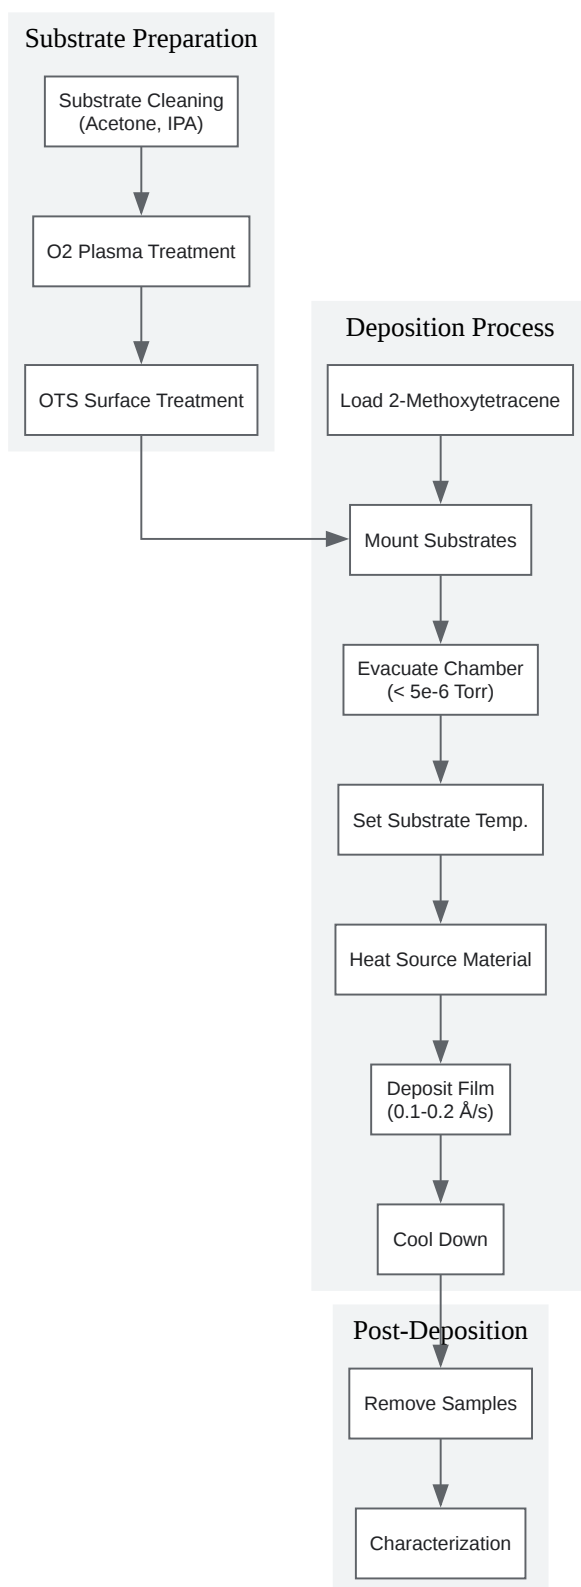 Substrate Preparation
Substrate Cleaning
(Acetone, IPA)
O2 Plasma Treatment
OTS Surface Treatment
Deposition Process
Load 2-Methoxytetracene
Mount Substrates
Evacuate Chamber
(< 5e-6 Torr)
Set Substrate Temp.
Heat Source Material
Deposit Film
(0.1-0.2 Å/s)
Cool Down
Post-Deposition
Remove Samples
Characterization